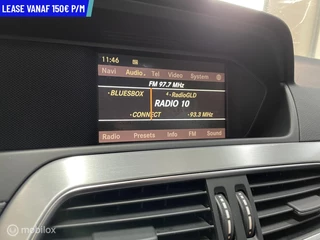 LEASE VANAF 150€ P/M
11:46
Navi Audio Tel Video System
FM 97.7 MHz
•BLUESBOX 4•RadioGLD
RADIO 10
•CONNECT •93.3 MHz
Radio Presets Info FM Sound
mobilox